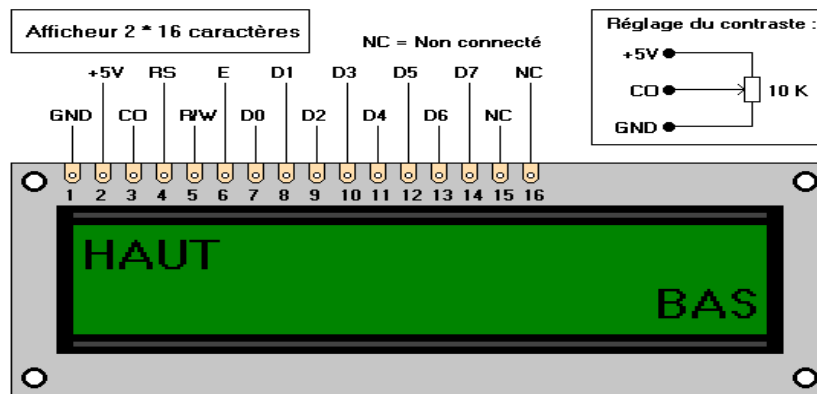 Afficheur 2 * 16 caractères
NC = Non connecté
Réglage du contraste :
+5V
CO
10 K
GND
+5V RS E D1 D3 D5 D7 NC
GND CO R/W D0 D2 D4 D6 NC
1 2 3 4 5 6 7 8 9 10 11 12 13 14 15 16
HAUT
BAS